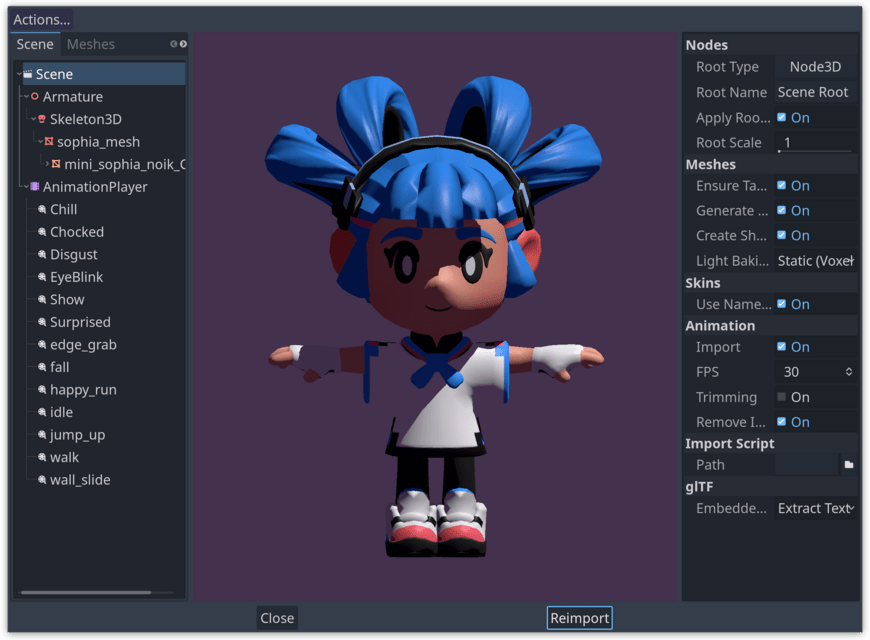 Actions...
Scene Meshes
Scene
Armature
Skeleton3D
sophia_mesh
mini_sophia_noik_C
AnimationPlayer
Chill
Chocked
Disgust
EyeBlink
Show
Surprised
edge_grab
fall
happy_run
idle
jump_up
walk
wall_slide
Nodes
Root Type Node3D
Root Name Scene Root
Apply Roo... On
Root Scale 1
Meshes
Ensure Ta... On
Generate ... On
Create Sh... On
Light Baki... Static (Voxel
Skins
Use Name... On
Animation
Import On
FPS 30
Trimming On
Remove I... On
Import Script
Path
glTF
Embedde... Extract Text
Close Reimport